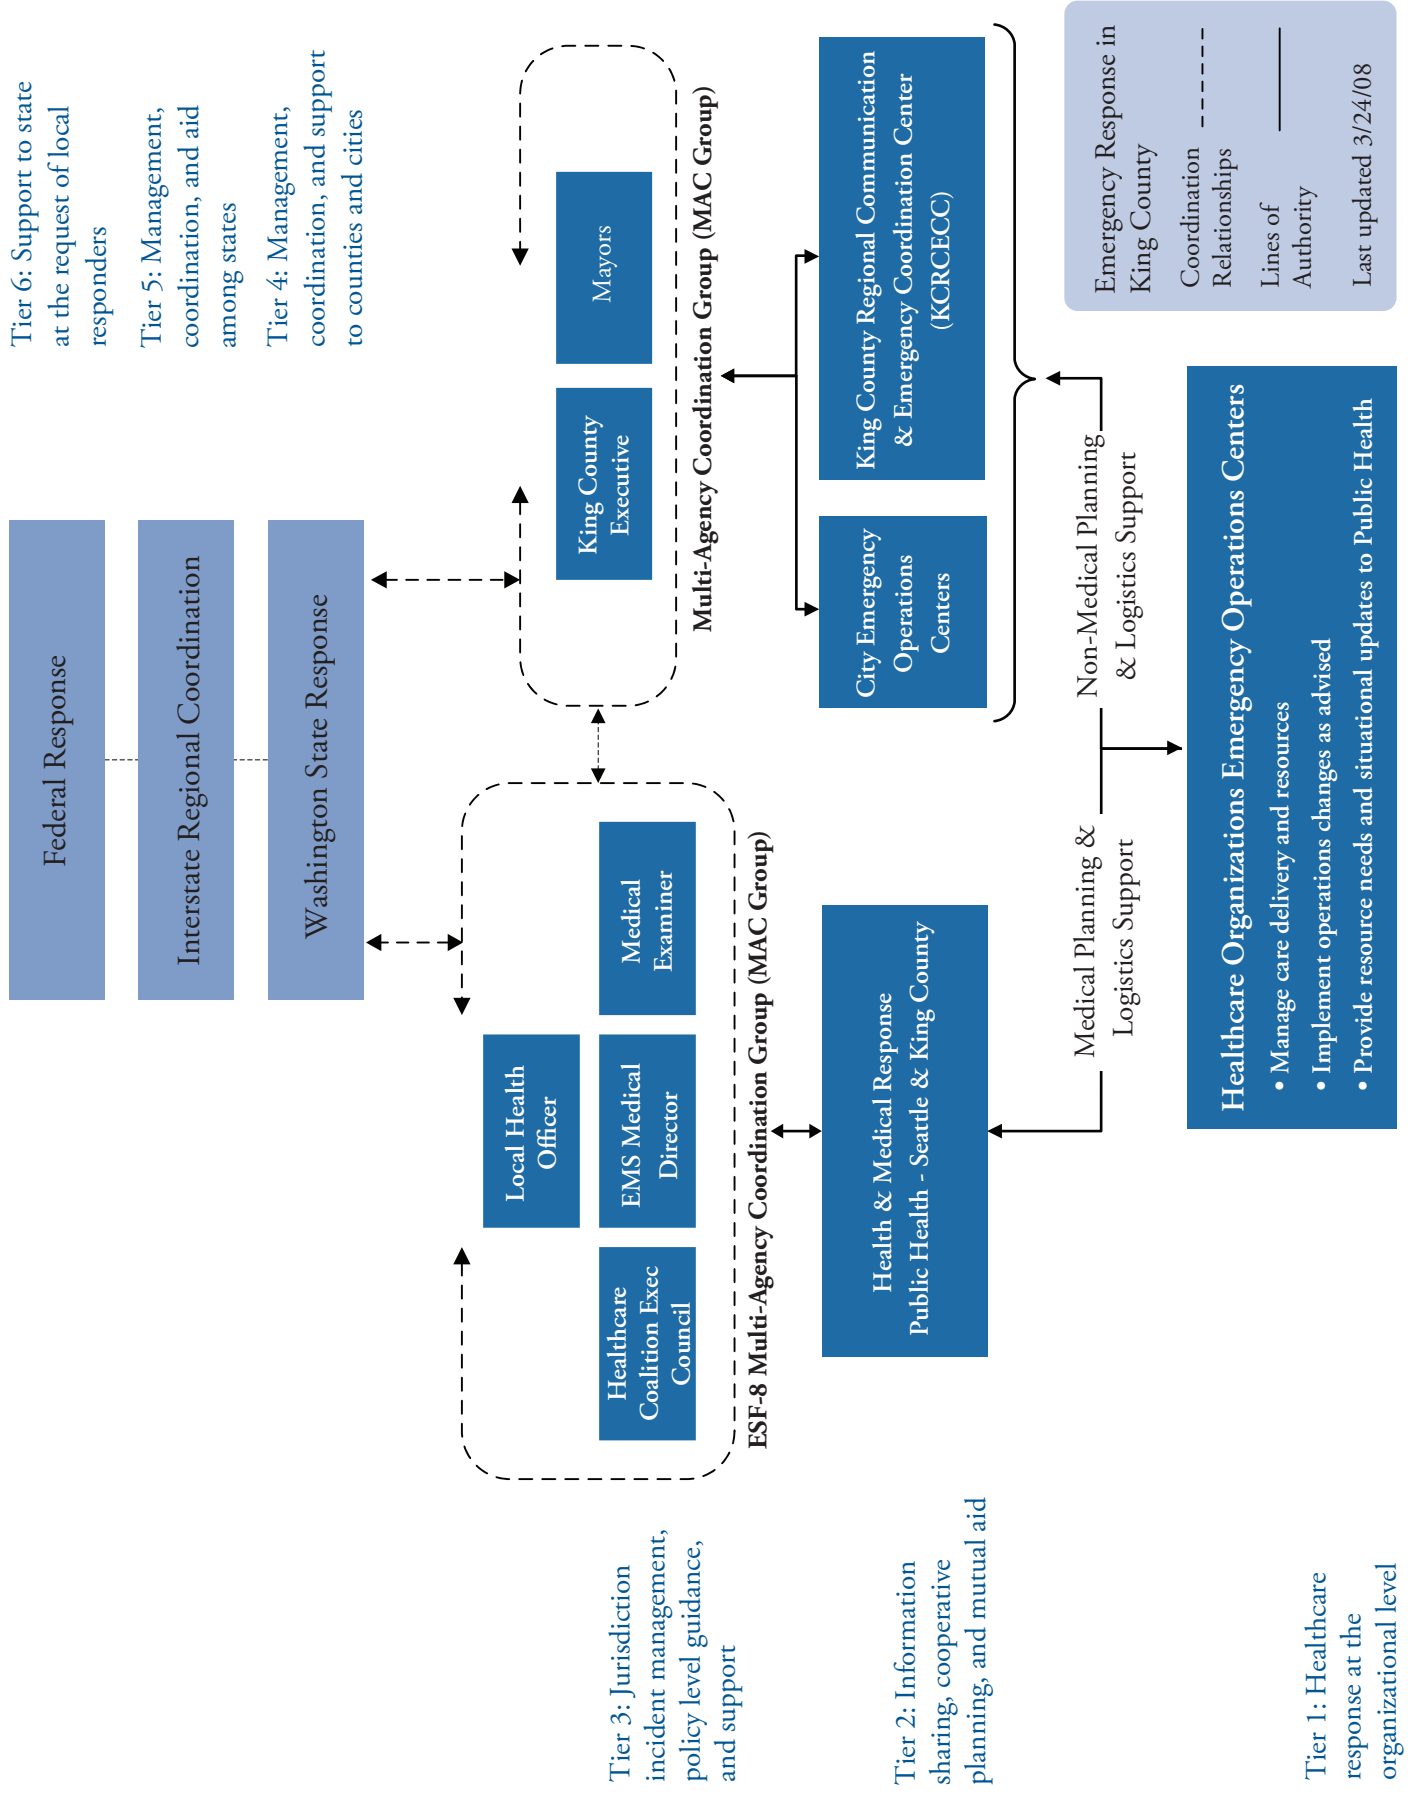 Federal Response
Tier 6: Support to state
at the request of local
responders
Interstate Regional Coordination
Tier 5: Management,
coordination, and aid
among states
Washington State Response
Tier 4: Management,
coordination, and support
to counties and cities
Local Health
Officer
Healthcare
Coalition Exec
Council
EMS Medical
Director
Medical
Examiner
ESF-8 Multi-Agency Coordination Group (MAC Group)
King County
Executive
Mayors
Multi-Agency Coordination Group (MAC Group)
Tier 3: Jurisdiction
incident management,
policy level guidance,
and support
Tier 2: Information
sharing, cooperative
planning, and mutual aid
Health & Medical Response
Public Health - Seattle & King County
City Emergency
Operations
Centers
King County Regional Communication
& Emergency Coordination Center
(KCRCECC)
Medical Planning &
Logistics Support
Non-Medical Planning
& Logistics Support
Tier 1: Healthcare
response at the
organizational level
Healthcare Organizations Emergency Operations Centers
• Manage care delivery and resources
• Implement operations changes as advised
• Provide resource needs and situational updates to Public Health
Emergency Response in
King County
Coordination
Relationships
Lines of
Authority
Last updated 3/24/08